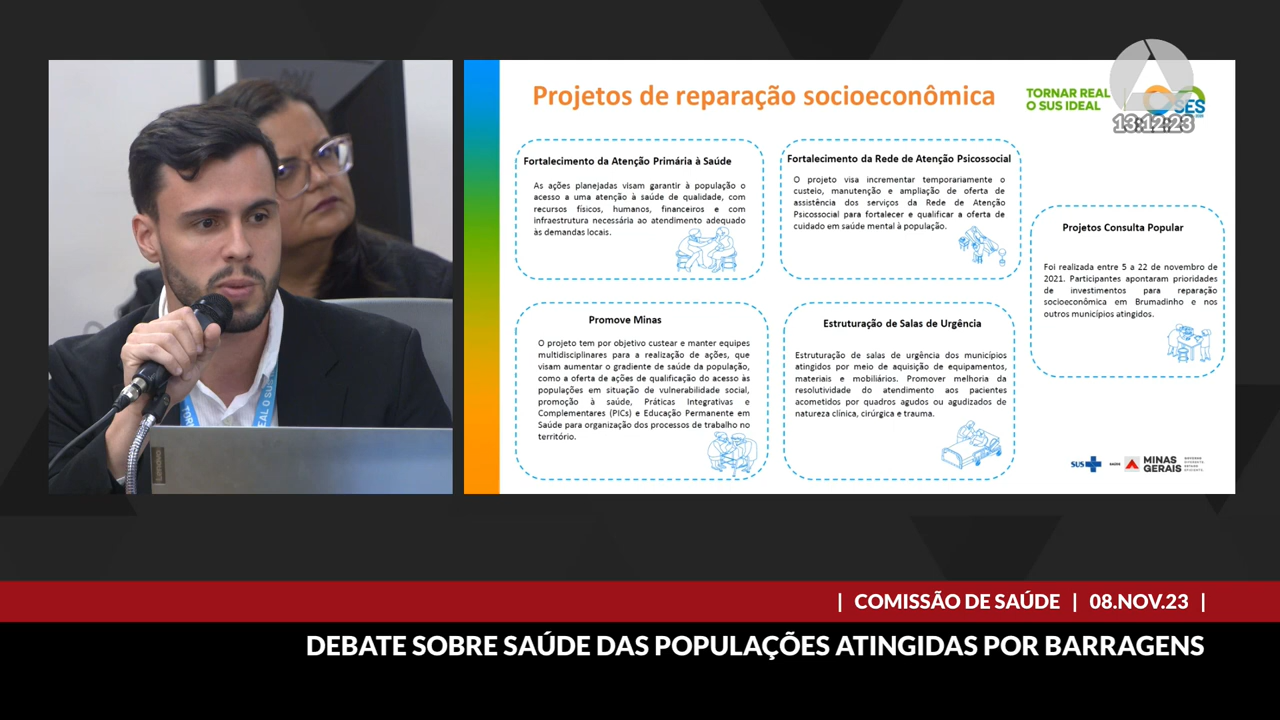 Projetos de reparação socioeconômica
TORNAR REAL
O SUS IDEAL
SES
13:12:23
Fortalecimento da Atenção Primária à Saúde
As ações planejadas visam garantir à população o
acesso a uma atenção à saúde de qualidade, com
recursos físicos, humanos, financeiros e com
infraestrutura necessária ao atendimento adequado
às demandas locais.
Fortalecimento da Rede de Atenção Psicossocial
O projeto visa incrementar temporariamente o
custeio, manutenção e ampliação de oferta de
assistência dos serviços da Rede de Atenção
Psicossocial para fortalecer e qualificar a oferta de
cuidado em saúde mental à população.
Projetos Consulta Popular
Foi realizada entre 5 a 22 de novembro de
2021. Participantes apontaram prioridades
de investimentos para reparação
socioeconômica em Brumadinho e nos
outros municípios atingidos.
Promove Minas
O projeto tem por objetivo custear e manter equipes
multidisciplinares para a realização de ações, que
visam aumentar o gradiente de saúde da população,
como a oferta de ações de qualificação do acesso às
populações em situação de vulnerabilidade social,
promoção à saúde, Práticas Integrativas e
Complementares (PICs) e Educação Permanente em
Saúde para organização dos processos de trabalho no
território.
Estruturação de Salas de Urgência
Estruturação de salas de urgência dos municípios
atingidos por meio de aquisição de equipamentos,
materiais e mobiliários. Promover melhoria da
resolutividade do atendimento aos pacientes
acometidos por quadros agudos ou agudizados de
natureza clínica, cirúrgica e trauma.
SUS
SAÚDE
MINAS
GERAIS
Lenovo
| COMISSÃO DE SAÚDE | 08.NOV.23 |
DEBATE SOBRE SAÚDE DAS POPULAÇÕES ATINGIDAS POR BARRAGENS